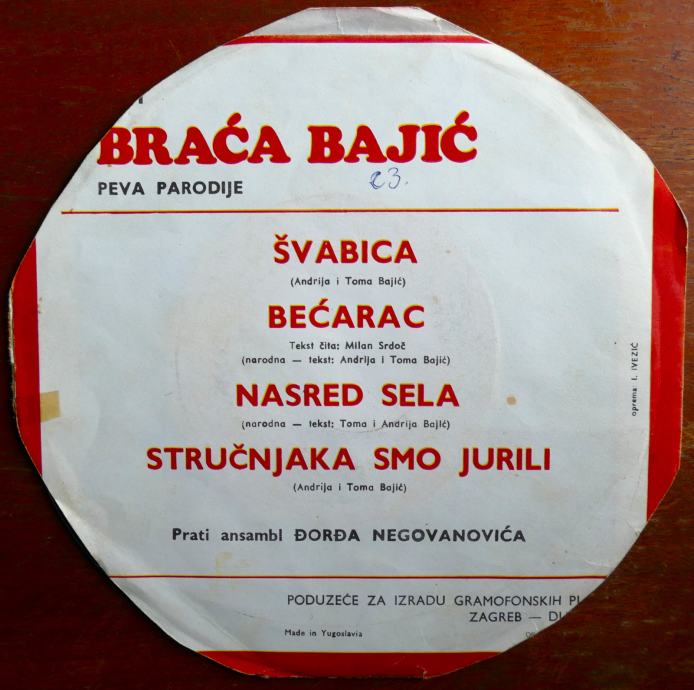 BRAĆA BAJIĆ
PEVA PARODIJE
23.
ŠVABICA
(Andrija i Toma Bajić)
BEĆARAC
Tekst čita: Milan Srdoč
(narodna — tekst: Andrija i Toma Bajić)
NASRED SELA
(narodna — tekst: Toma i Andrija Bajić)
STRUČNJAKA SMO JURILI
(Andrija i Toma Bajić)
Prati ansambl ĐORĐA NEGOVANOVIĆA
oprema: I. IVEZIĆ
PODUZEĆE ZA IZRADU GRAMOFONSKIH
ZAGREB —
Made in Yugoslavia